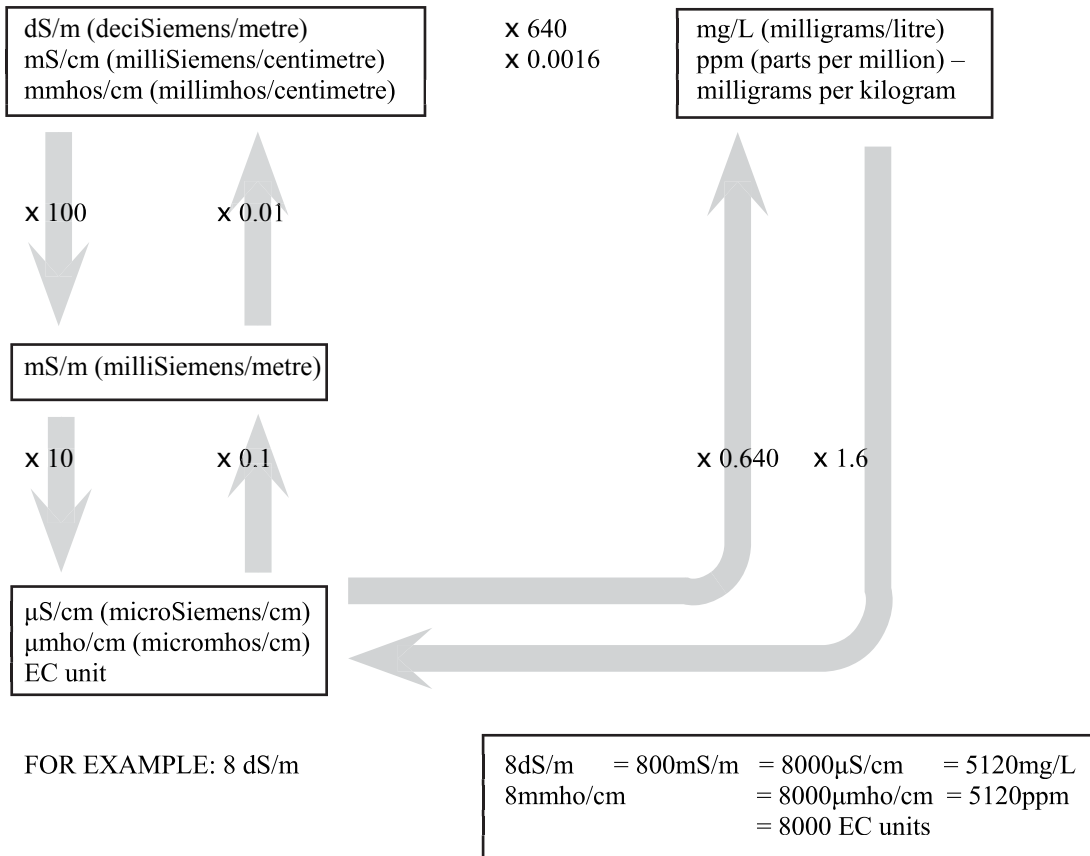 dS/m (deciSiemens/metre)
mS/cm (milliSiemens/centimetre)
mmhos/cm (millimhos/centimetre)
x 640
x 0.0016
mg/L (milligrams/litre)
ppm (parts per million) –
milligrams per kilogram
x 100
x 0.01
mS/m (milliSiemens/metre)
x 10
x 0.1
x 0.640
x 1.6
μS/cm (microSiemens/cm)
μmho/cm (micromhos/cm)
EC unit
FOR EXAMPLE: 8 dS/m
8dS/m = 800mS/m = 8000μS/cm = 5120mg/L
8mmho/cm = 8000μmho/cm = 5120ppm
= 8000 EC units